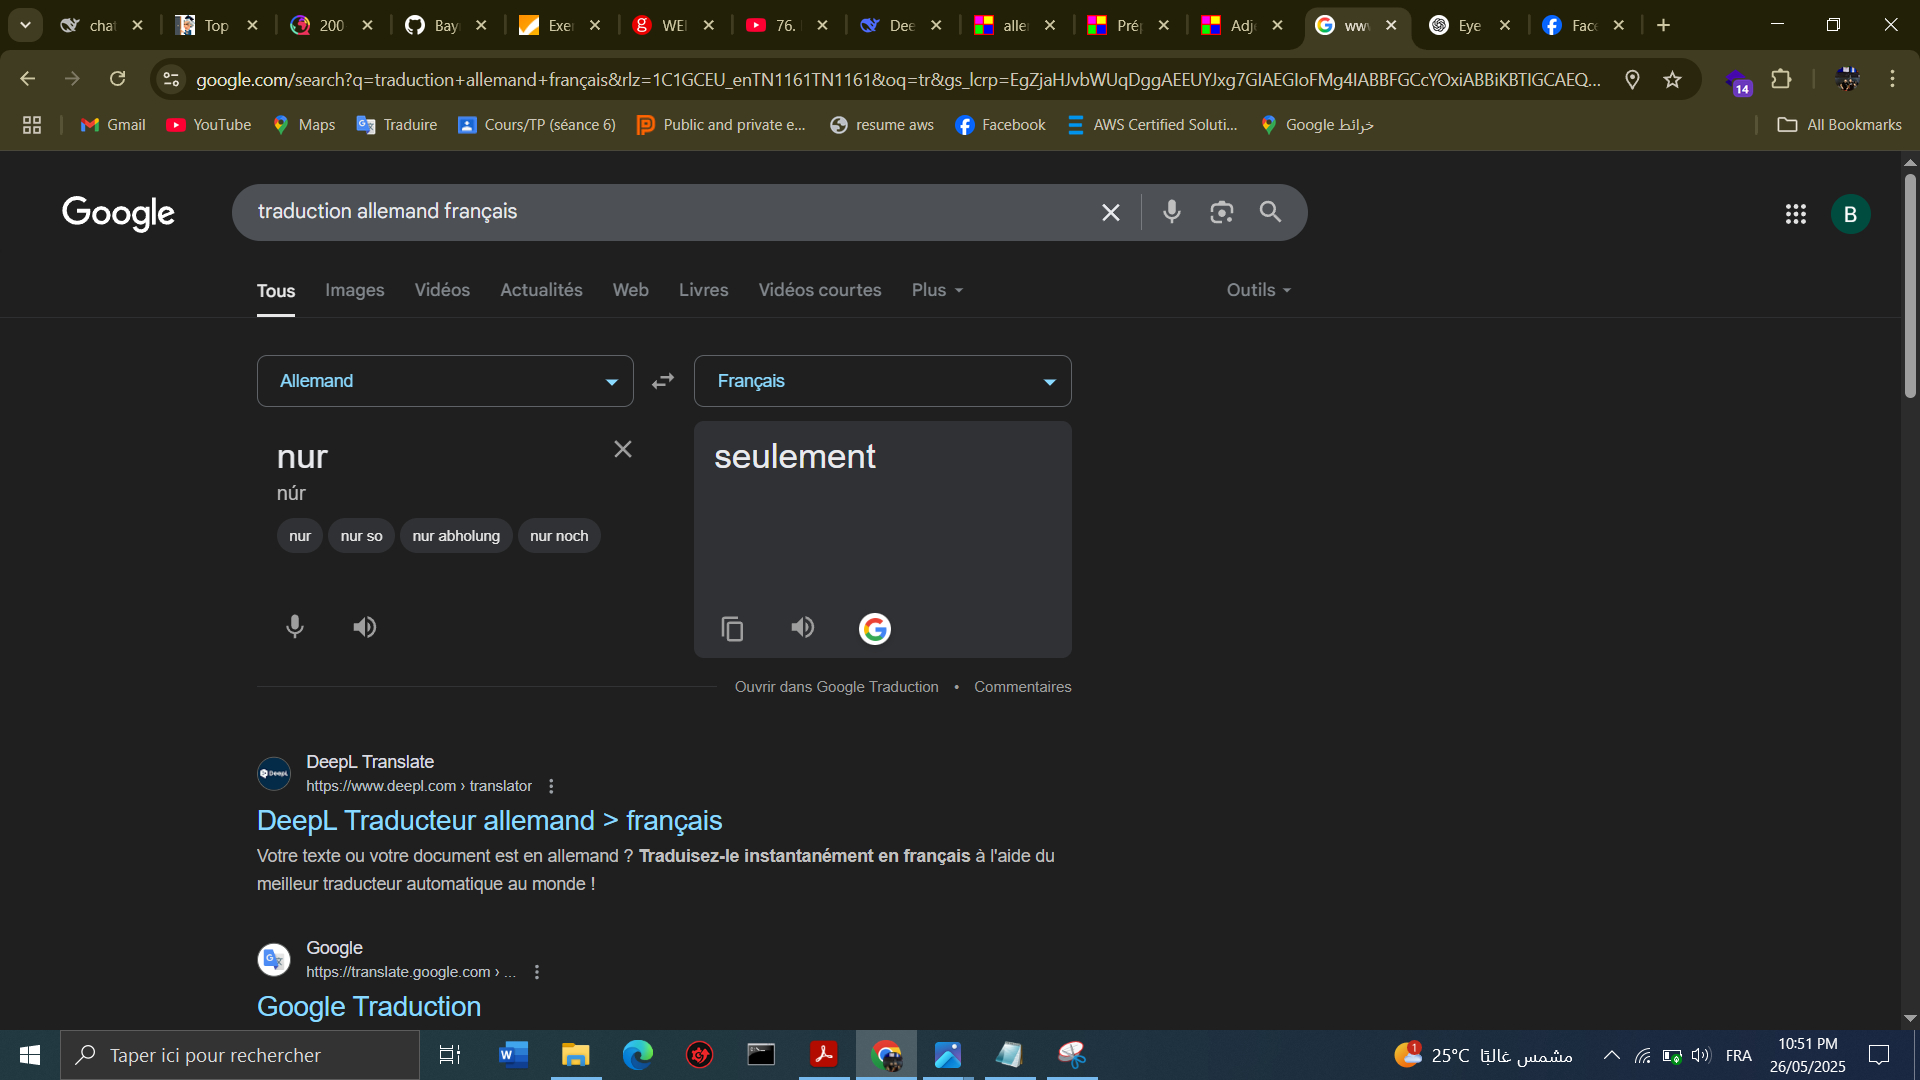 cha
Top
200
Bay
Exe
WE
76.
Dee
alle
Pré
Adj
ww
Eye
Face
google.com/search?q=traduction+allemand+français&rlz=1C1GCEU_enTN1161TN1161&oq=tr&gs_lcrp=EgZjaHJvbWUqDggAEEUYJxg7GIAEGIoFMg4IABBFGCcYOxiABBiKBTIGCAEQ...
14
Gmail
YouTube
Maps
Traduire
Cours/TP (séance 6)
Public and private e...
resume aws
Facebook
AWS Certified Soluti...
خرائط Google
All Bookmarks
Google
traduction allemand français
B
Tous
Images
Vidéos
Actualités
Web
Livres
Vidéos courtes
Plus
Outils
Allemand
Français
nur
núr
nur
nur so
nur abholung
nur noch
seulement
Ouvrir dans Google Traduction • Commentaires
DeepL
DeepL Translate
https://www.deepl.com › translator
DeepL Traducteur allemand > français
Votre texte ou votre document est en allemand ? Traduisez-le instantanément en français à l'aide du
meilleur traducteur automatique au monde !
Google
https://translate.google.com › ...
Google Traduction
Taper ici pour rechercher
1
25°C مشمس غالبًا
FRA
10:51 PM
26/05/2025